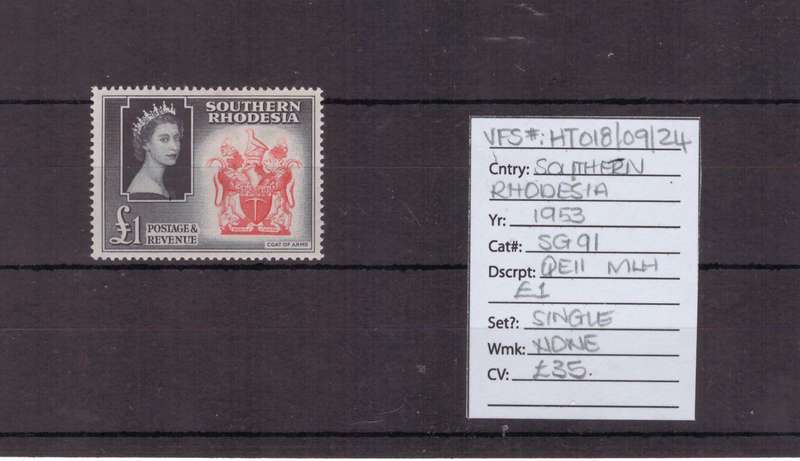 SOUTHERN
RHODESIA
£1 POSTAGE &
REVENUE
COAT OF ARMS
VFS#: HT018/09/24
Cntry: SOUTHERN
RHODESIA
Yr: 1953
Cat#: SG91
Dscrpt: QEII MLH
£1
Set?: SINGLE
Wmk: NONE
CV: £35.